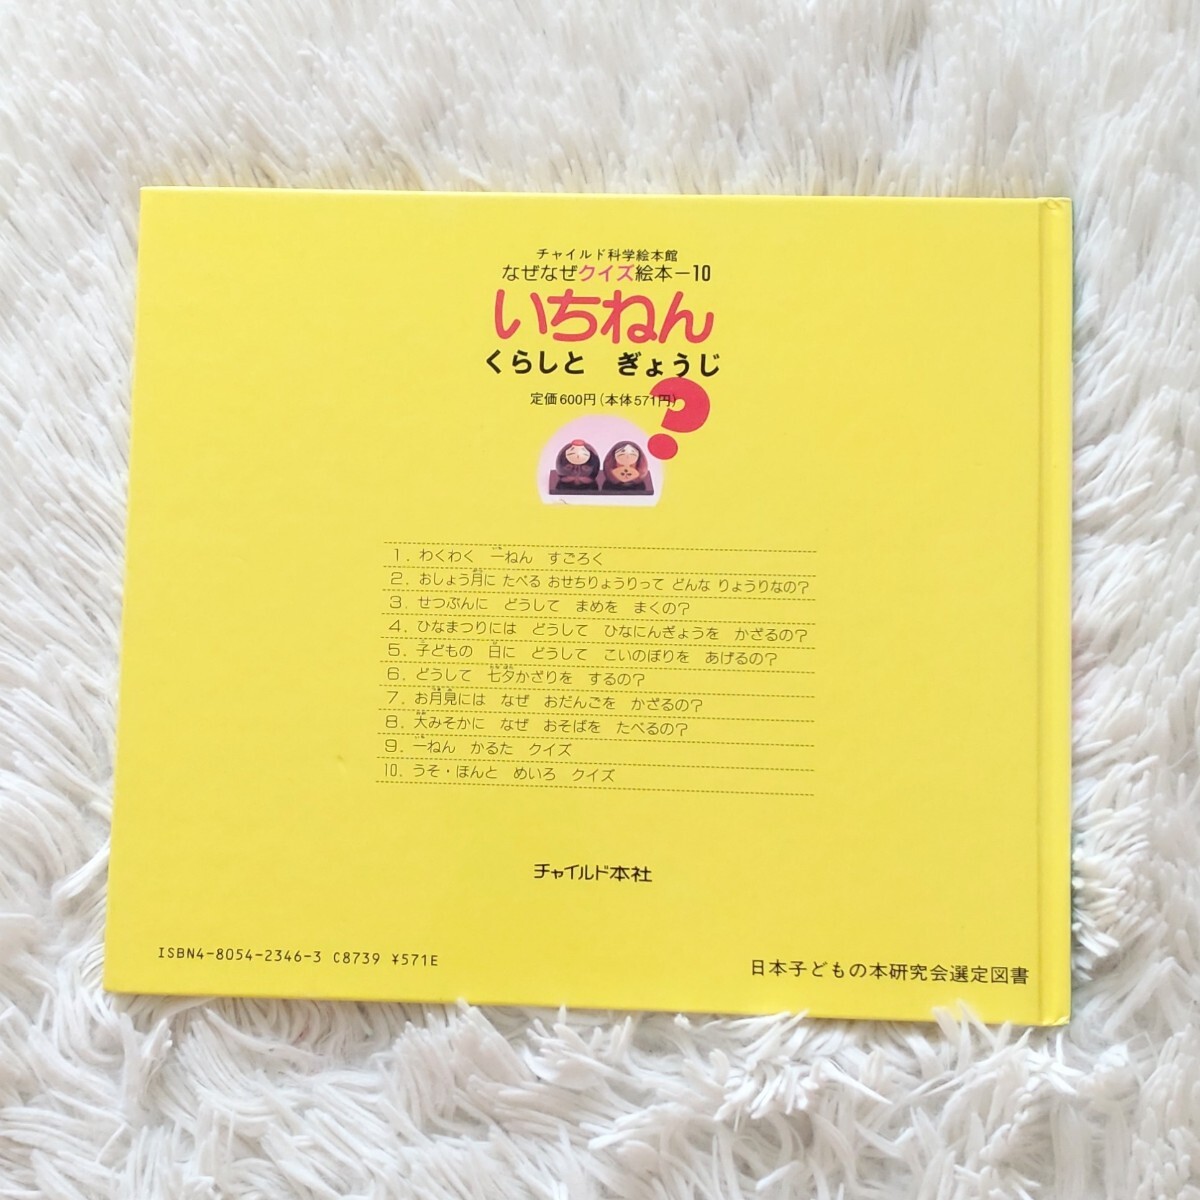 チャイルド科学絵本館
なぜなぜクイズ絵本－10
いちねん
くらしと　ぎょうじ
定価600円（本体571円）
?
1．わくわく　一ねん　すごろく
2．おしょう月に たべる おせちりょうりって どんな りょうりなの？
3．せつぶんに　どうして　まめを　まくの？
4．ひなまつりには　どうして　ひなにんぎょうを　かざるの？
5．子どもの　日に　どうして　こいのぼりを　あげるの？
6．どうして　七夕かざりを　するの？
7．お月見には　なぜ　おだんごを　かざるの？
8．大みそかに　なぜ　おそばを　たべるの？
9．一ねん　かるた　クイズ
10．うそ・ほんと　めいろ　クイズ
チャイルド本社
ISBN4-8054-2346-3 C8739 ¥571E
日本子どもの本研究会選定図書